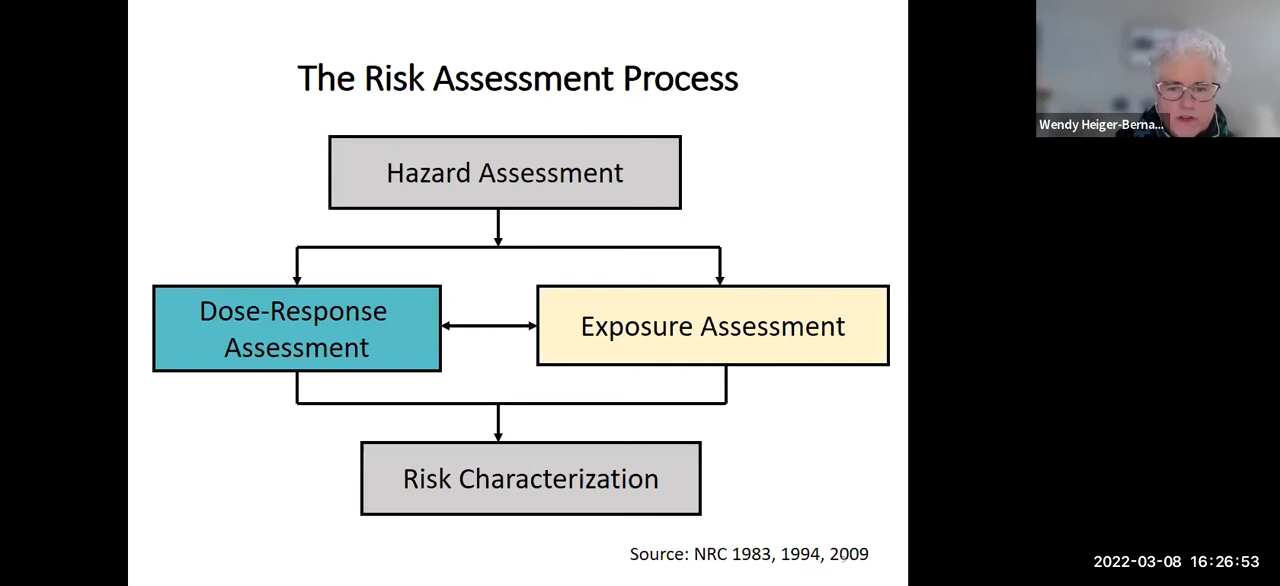 The Risk Assessment Process
Wendy Heiger-Berna...
Hazard Assessment
Dose-Response
Assessment
Exposure Assessment
Risk Characterization
Source: NRC 1983, 1994, 2009
2022-03-08 16:26:53